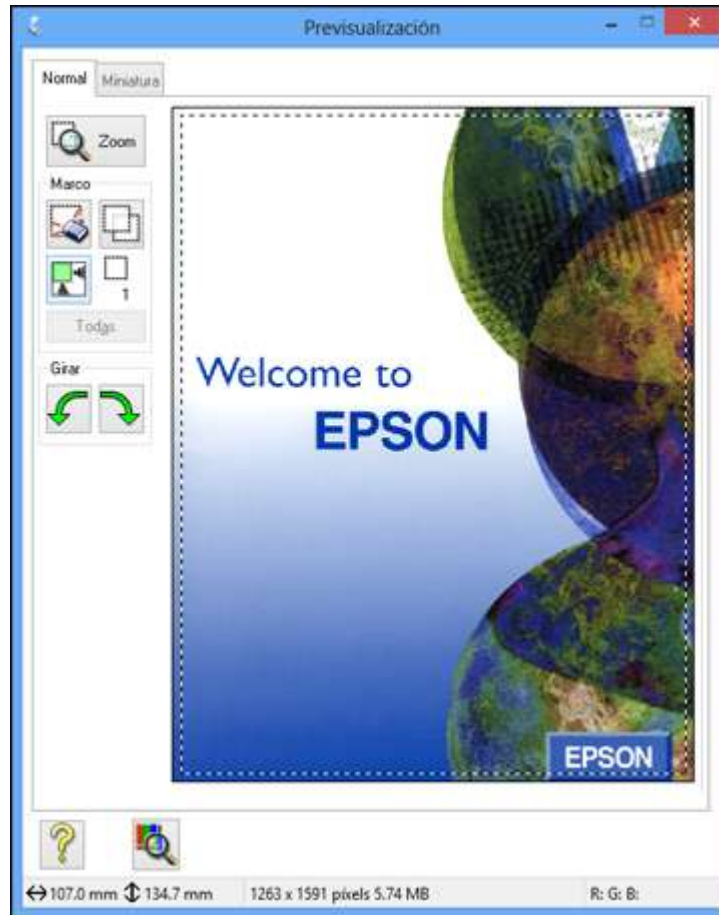 Previsualización
Normal
Miniatura
Zoom
Marco
1
Todas
Girar
Welcome to
EPSON
EPSON
107.0 mm 134.7 mm 1263 x 1591 píxels 5.74 MB R: G: B: